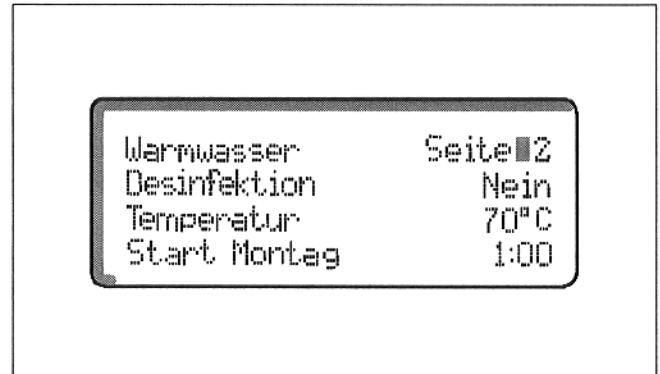 Warmwasser Seite 2
Desinfektion Nein
Temperatur 70°C
Start Montag 1:00